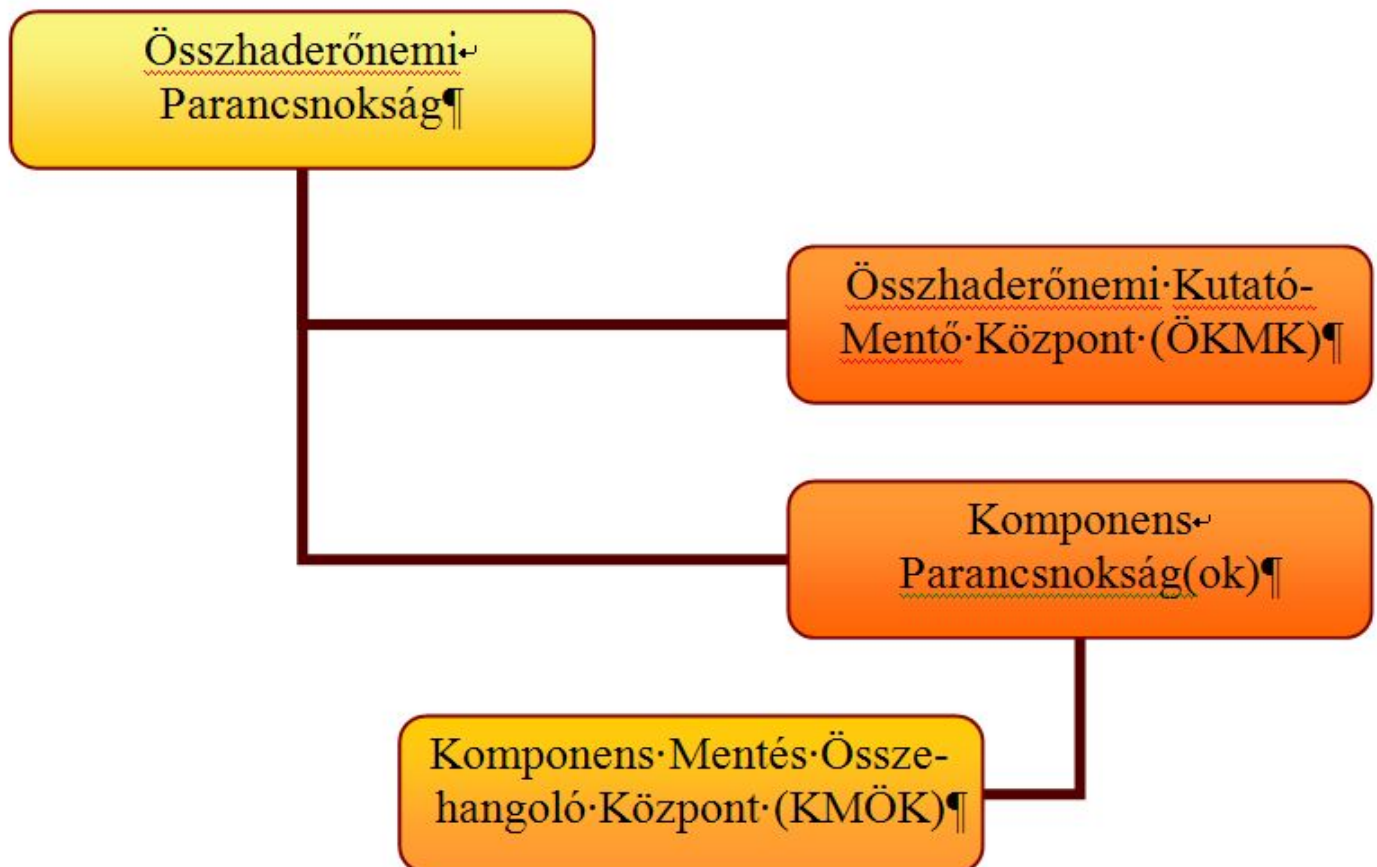 Összhaderőnemi↵
Parancsnokság¶
Összhaderőnemi·Kutató-
Mentő·Központ·(ÖKMK)¶
Komponens↵
Parancsnokság(ok)¶
Komponens·Mentés·Össze-
hangoló·Központ·(KMÖK)¶